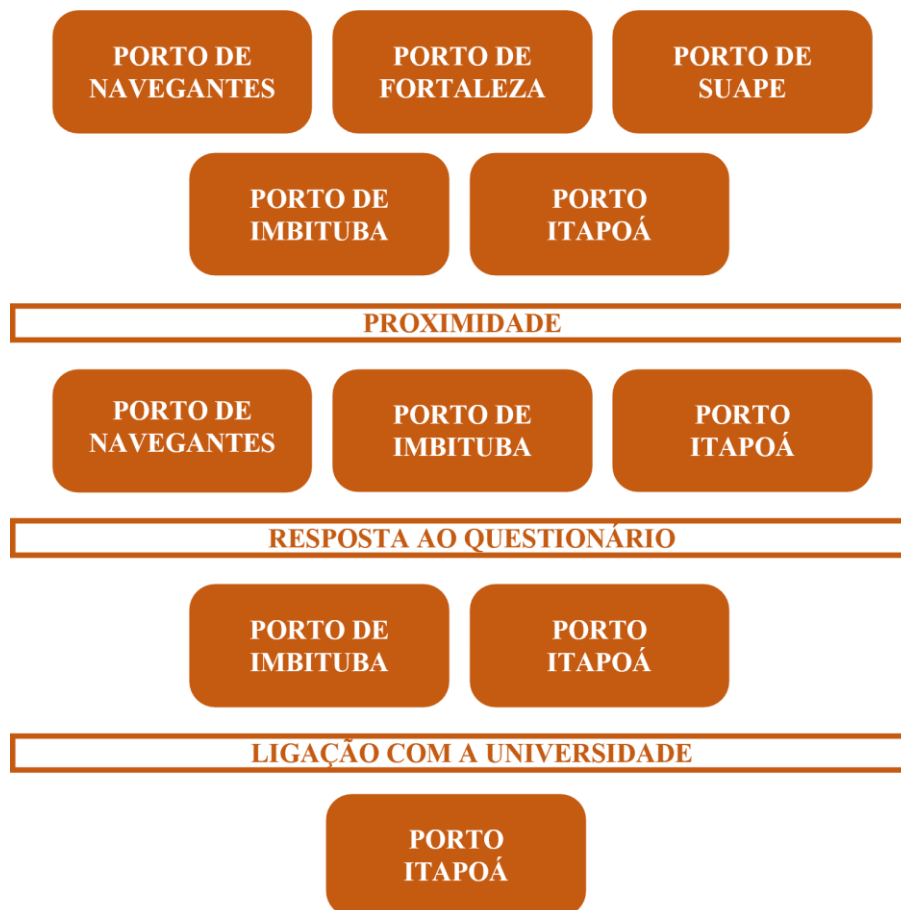 PORTO DE
NAVEGANTES
PORTO DE
FORTALEZA
PORTO DE
SUAPE
PORTO DE
IMBITUBA
PORTO
ITAPOÁ
PROXIMIDADE
PORTO DE
NAVEGANTES
PORTO DE
IMBITUBA
PORTO
ITAPOÁ
RESPOSTA AO QUESTIONÁRIO
PORTO DE
IMBITUBA
PORTO
ITAPOÁ
LIGAÇÃO COM A UNIVERSIDADE
PORTO
ITAPOÁ